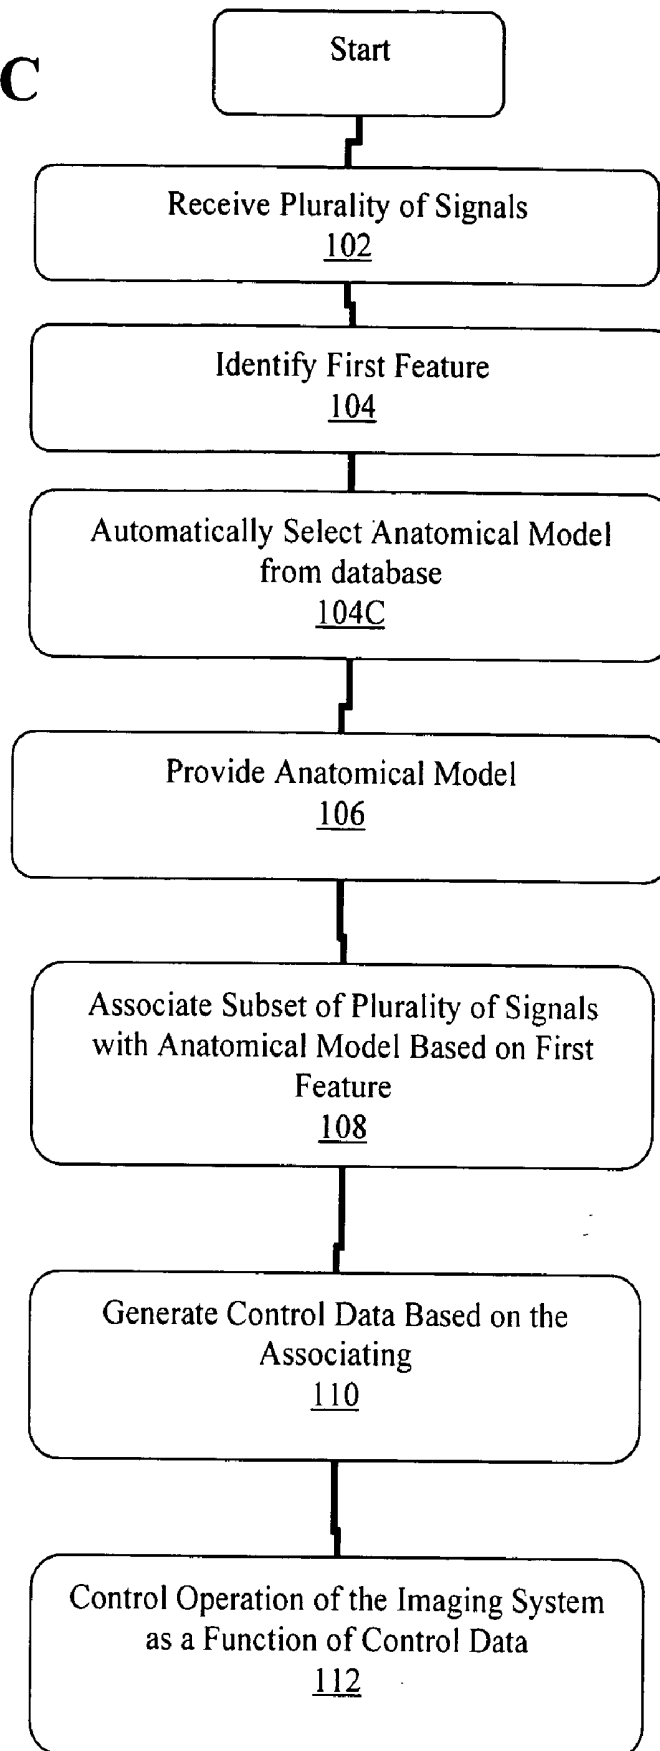 C
Start
Receive Plurality of Signals
102
Identify First Feature
104
Automatically Select Anatomical Model
from database
104C
Provide Anatomical Model
106
Associate Subset of Plurality of Signals
with Anatomical Model Based on First
Feature
108
Generate Control Data Based on the
Associating
110
Control Operation of the Imaging System
as a Function of Control Data
112